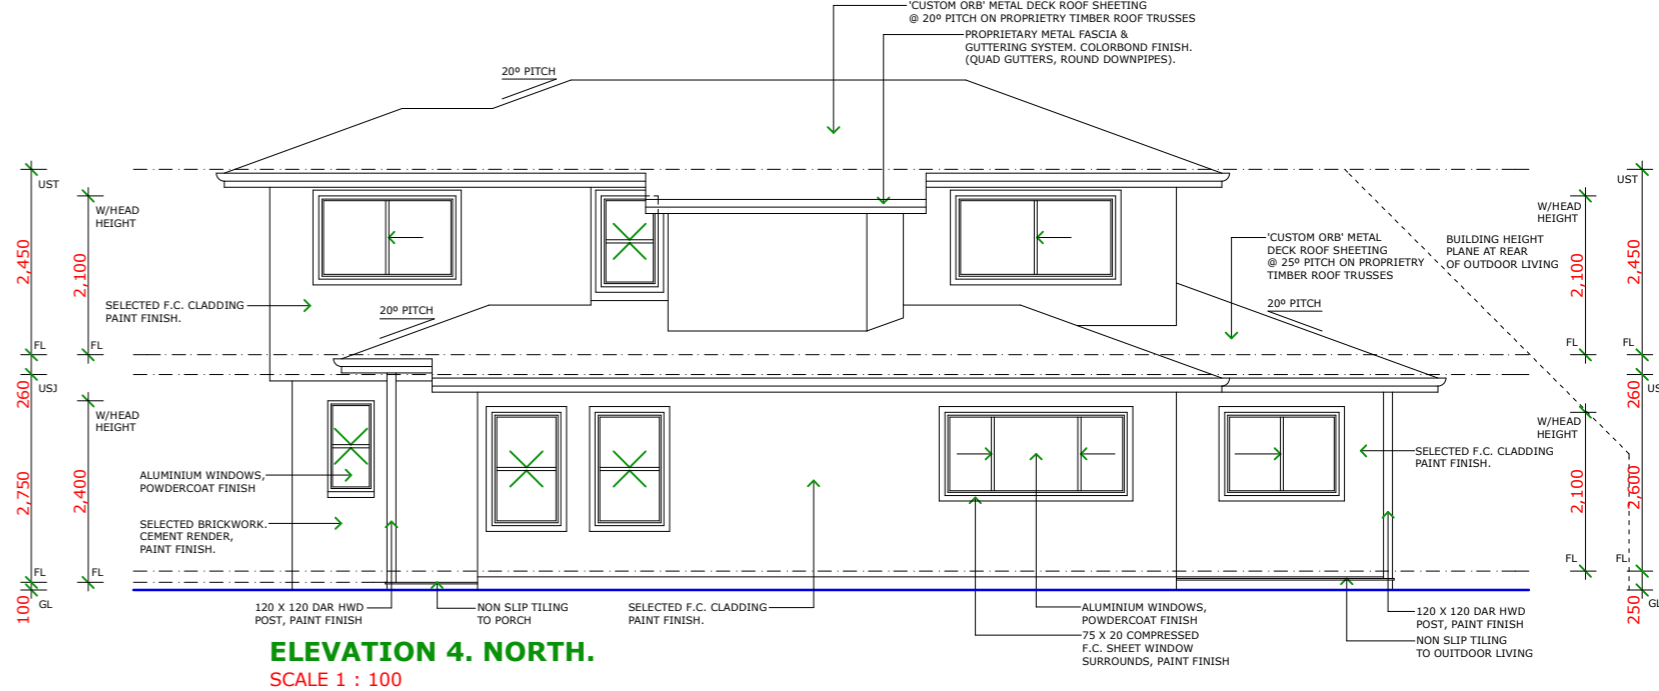 'CUSTOM ORB' METAL DECK ROOF SHEETING
@ 20º PITCH ON PROPRIETRY TIMBER ROOF TRUSSES
PROPRIETARY METAL FASCIA &
GUTTERING SYSTEM. COLORBOND FINISH.
(QUAD GUTTERS, ROUND DOWNPIPES).
20º PITCH
UST
W/HEAD
HEIGHT
2,450
2,100
SELECTED F.C. CLADDING
PAINT FINISH.
20º PITCH
FL
FL
260
USJ
W/HEAD
HEIGHT
2,750
2,400
ALUMINIUM WINDOWS,
POWDERCOAT FINISH
SELECTED BRICKWORK.
CEMENT RENDER,
PAINT FINISH.
FL
FL
100
GL
UST
W/HEAD
HEIGHT
'CUSTOM ORB' METAL
DECK ROOF SHEETING
@ 25º PITCH ON PROPRIETRY
TIMBER ROOF TRUSSES
BUILDING HEIGHT
PLANE AT REAR
OF OUTDOOR LIVING
2,100
2,450
20º PITCH
FL
FL
260
US
W/HEAD
HEIGHT
SELECTED F.C. CLADDING
PAINT FINISH.
2,100
2,600
FL
FL
250
GL
120 X 120 DAR HWD
POST, PAINT FINISH
NON SLIP TILING
TO PORCH
SELECTED F.C. CLADDING
PAINT FINISH.
ALUMINIUM WINDOWS,
POWDERCOAT FINISH
75 X 20 COMPRESSED
F.C. SHEET WINDOW
SURROUNDS, PAINT FINISH
120 X 120 DAR HWD
POST, PAINT FINISH
NON SLIP TILING
TO OUITDOOR LIVING
ELEVATION 4. NORTH.
SCALE 1 : 100